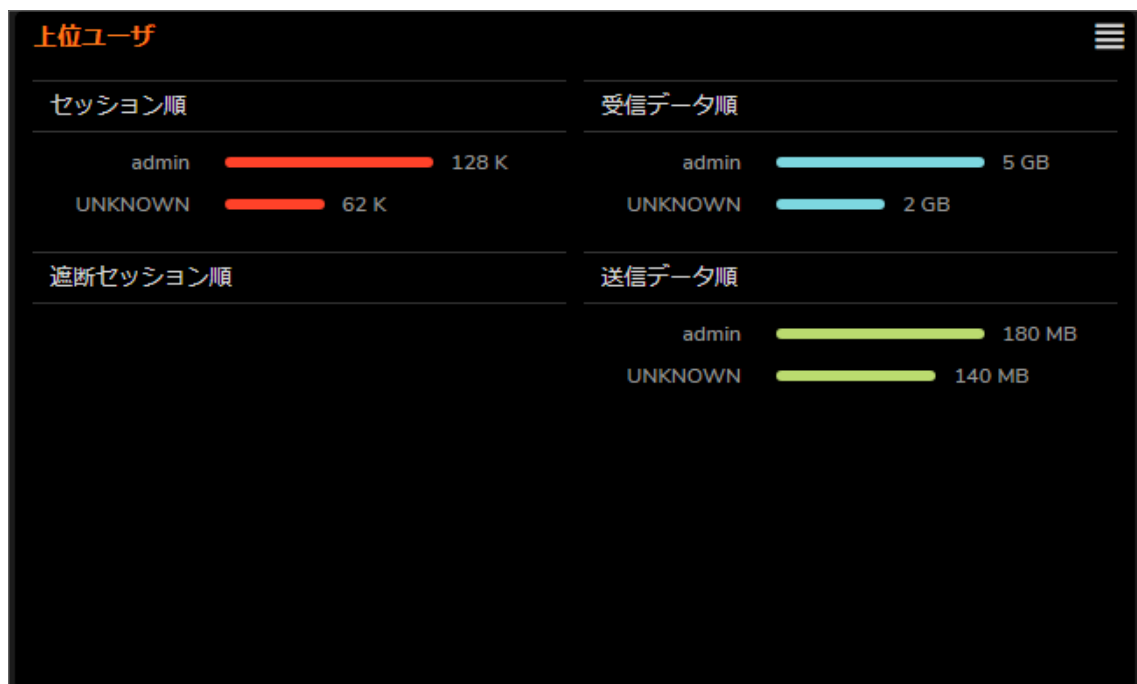 上位ユーザ
セッション順
admin 128 K
UNKNOWN 62 K
受信データ順
admin 5 GB
UNKNOWN 2 GB
遮断セッション順
送信データ順
admin 180 MB
UNKNOWN 140 MB